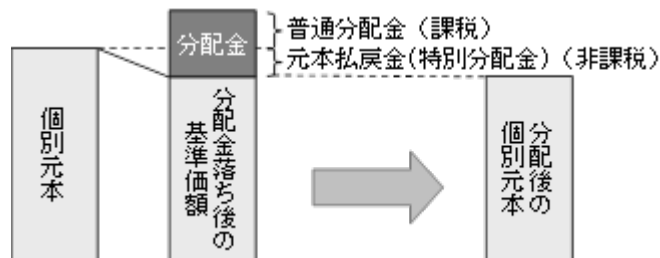 分配金
普通分配金（課税）
元本払戻金(特別分配金)（非課税）
個別元本
分配金落ち後の
基準価額
分配後の
個別元本